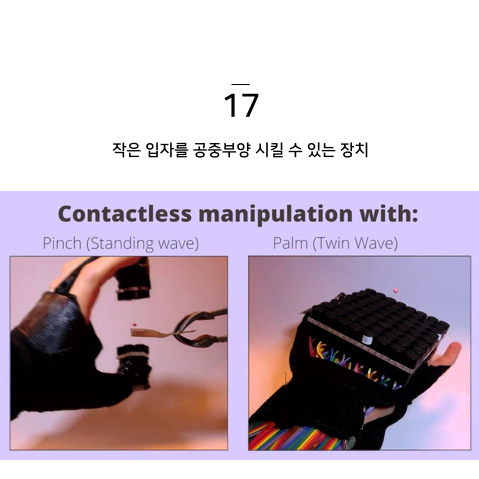 17
작은 입자를 공중부양 시킬 수 있는 장치
Contactless manipulation with:
Pinch (Standing wave)
Palm (Twin Wave)